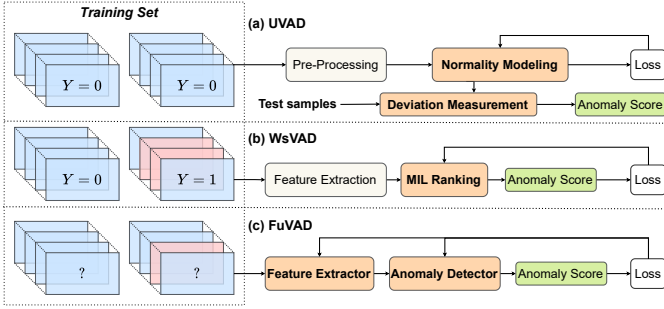 Training Set
(a) UVAD
Y = 0
Y = 0
Pre-Processing
Normality Modeling
Loss
Test samples
Deviation Measurement
Anomaly Score
(b) WsVAD
Y = 0
Y = 1
Feature Extraction
MIL Ranking
Anomaly Score
Loss
(c) FuVAD
?
?
Feature Extractor
Anomaly Detector
Anomaly Score
Loss